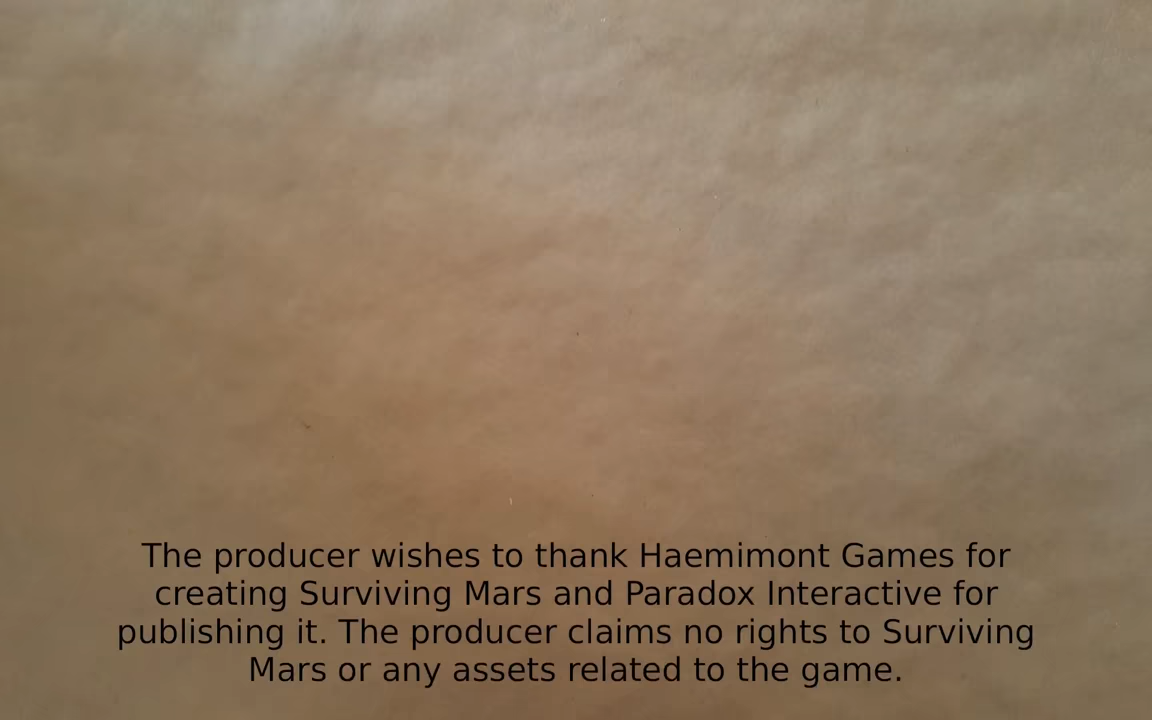 The producer wishes to thank Haemimont Games for
creating Surviving Mars and Paradox Interactive for
publishing it. The producer claims no rights to Surviving
Mars or any assets related to the game.